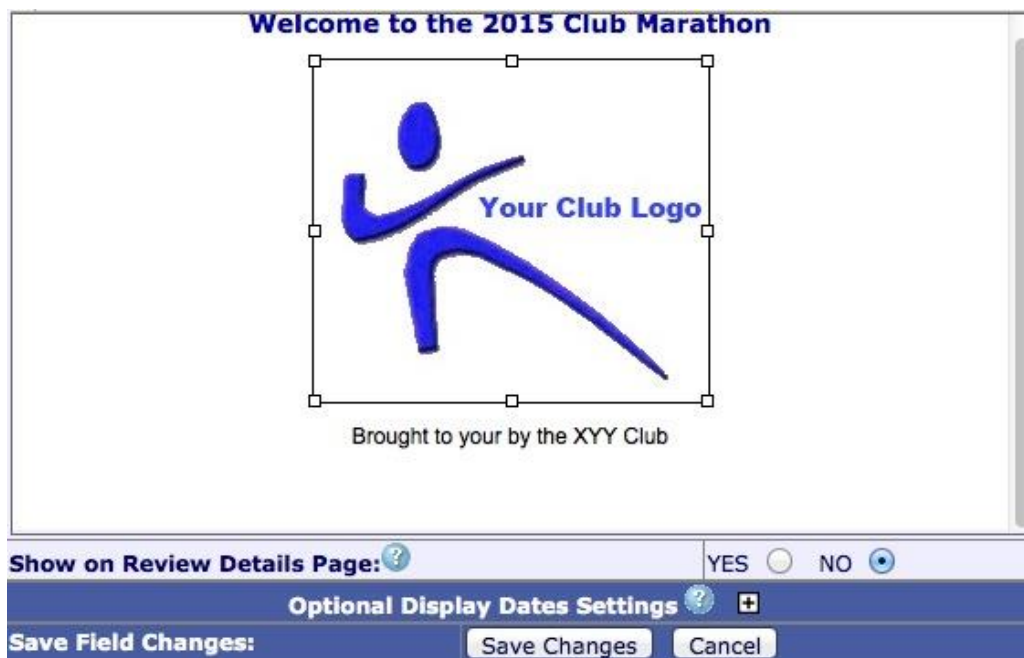 Welcome to the 2015 Club Marathon
Your Club Logo
Brought to your by the XYY Club
Show on Review Details Page: ?
YES NO
Optional Display Dates Settings ? +
Save Field Changes:
Save Changes Cancel